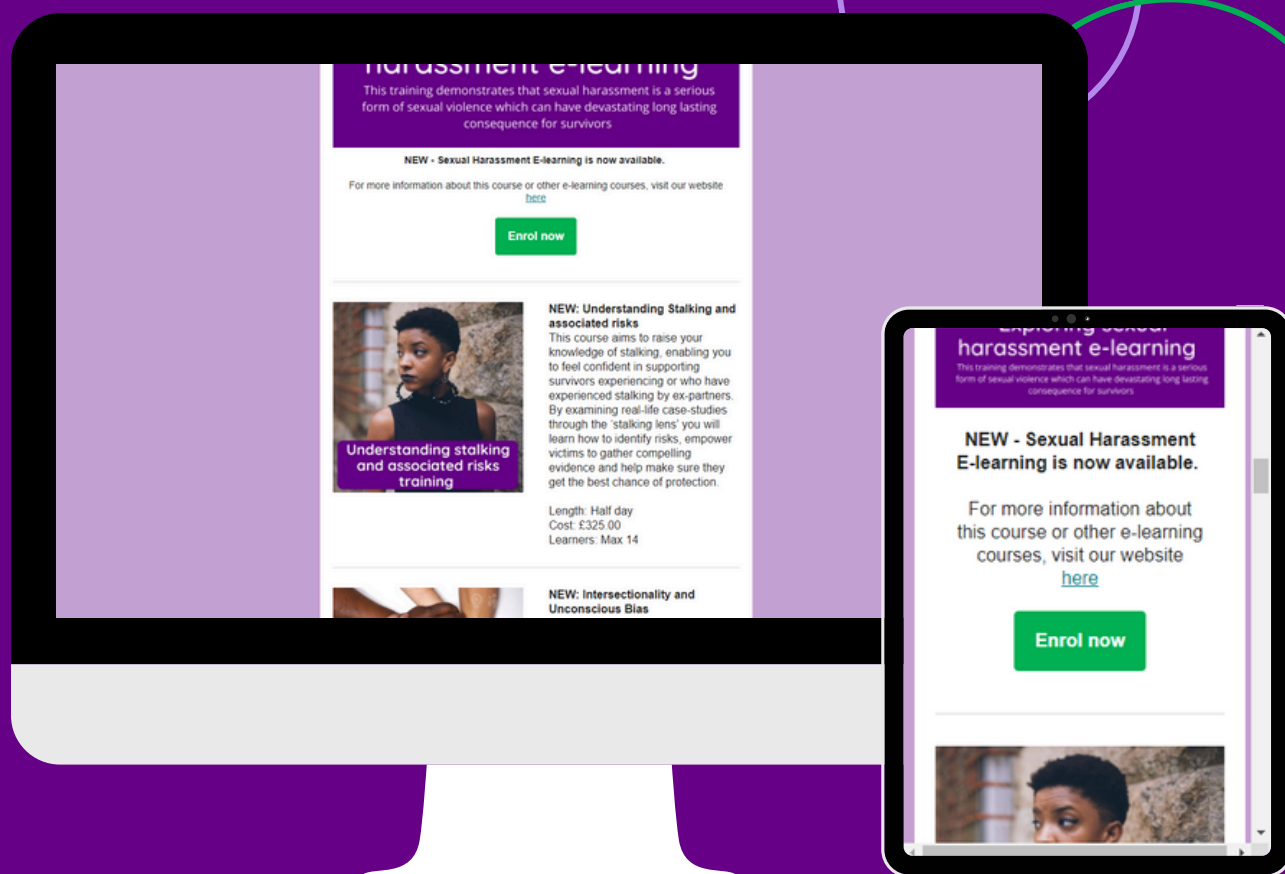 harassment e-learning
This training demonstrates that sexual harassment is a serious
form of sexual violence which can have devastating long lasting
consequence for survivors
NEW - Sexual Harassment E-learning is now available.
For more information about this course or other e-learning courses, visit our website
here
Enrol now
Understanding stalking
and associated risks
training
NEW: Understanding Stalking and
associated risks
This course aims to raise your
knowledge of stalking, enabling you
to feel confident in supporting
survivors experiencing or who have
experienced stalking by ex-partners.
By examining real-life case-studies
through the 'stalking lens' you will
learn how to identify risks, empower
victims to gather compelling
evidence and help make sure they
get the best chance of protection.
Length: Half day
Cost: £325.00
Learners: Max 14
NEW: Intersectionality and
Unconscious Bias
Exploring sexual
harassment e-learning
This training demonstrates that sexual harassment is a serious
form of sexual violence which can have devastating long lasting
consequence for survivors
NEW - Sexual Harassment
E-learning is now available.
For more information about
this course or other e-learning
courses, visit our website
here
Enrol now